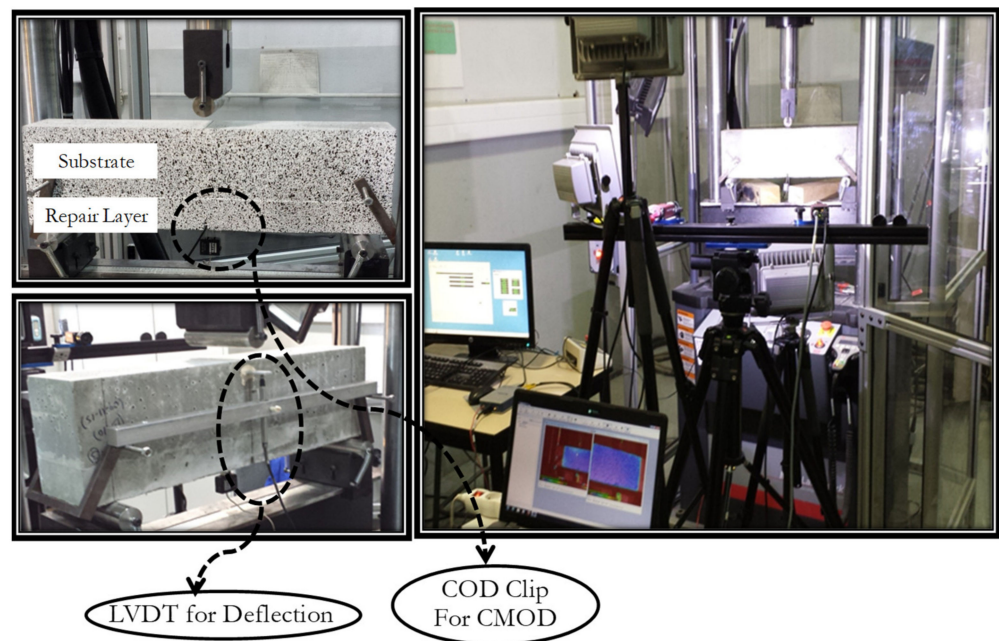 Substrate
Repair Layer
LVDT for Deflection
COD Clip
For CMOD